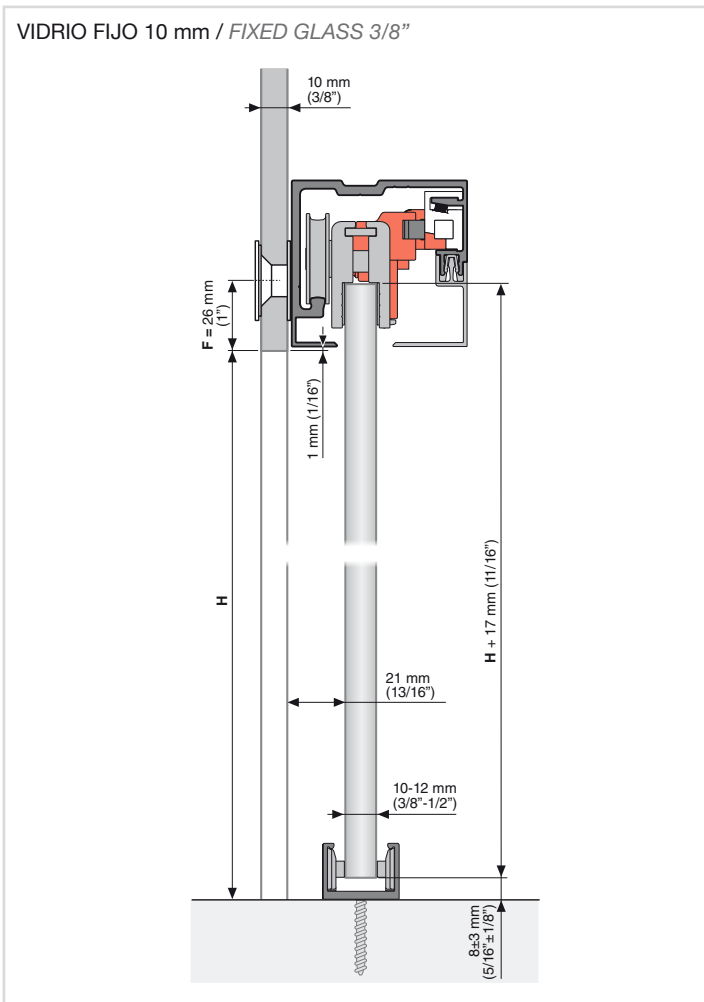 VIDRIO FIJO 10 mm / FIXED GLASS 3/8”
10 mm
(3/8”)
F = 26 mm
(1”)
1 mm (1/16”)
H
H + 17 mm (11/16”)
21 mm
(13/16”)
10-12 mm
(3/8”-1/2”)
8±3 mm
(5/16”±1/8”)